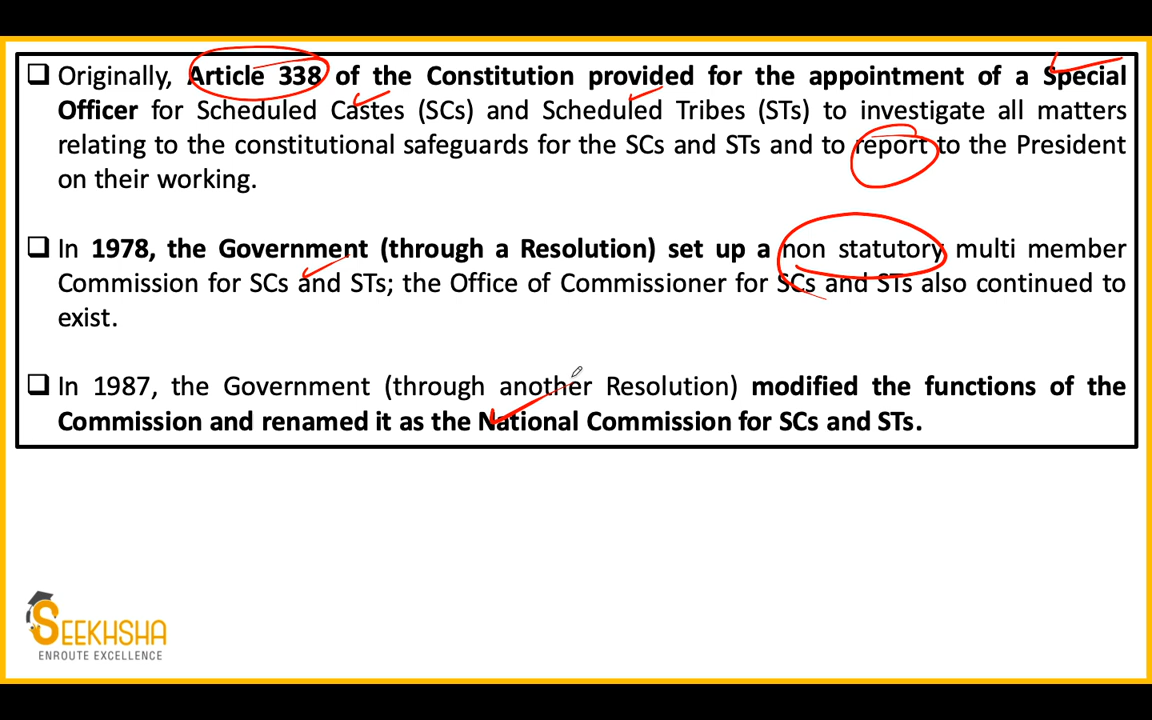 ❑ Originally, Article 338 of the Constitution provided for the appointment of a Special
Officer for Scheduled Castes (SCs) and Scheduled Tribes (STs) to investigate all matters
relating to the constitutional safeguards for the SCs and STs and to report to the President
on their working.
❑ In 1978, the Government (through a Resolution) set up a non statutory multi member
Commission for SCs and STs; the Office of Commissioner for SCs and STs also continued to
exist.
❑ In 1987, the Government (through another Resolution) modified the functions of the
Commission and renamed it as the National Commission for SCs and STs.
SEEKHSHA
ENROUTE EXCELLENCE